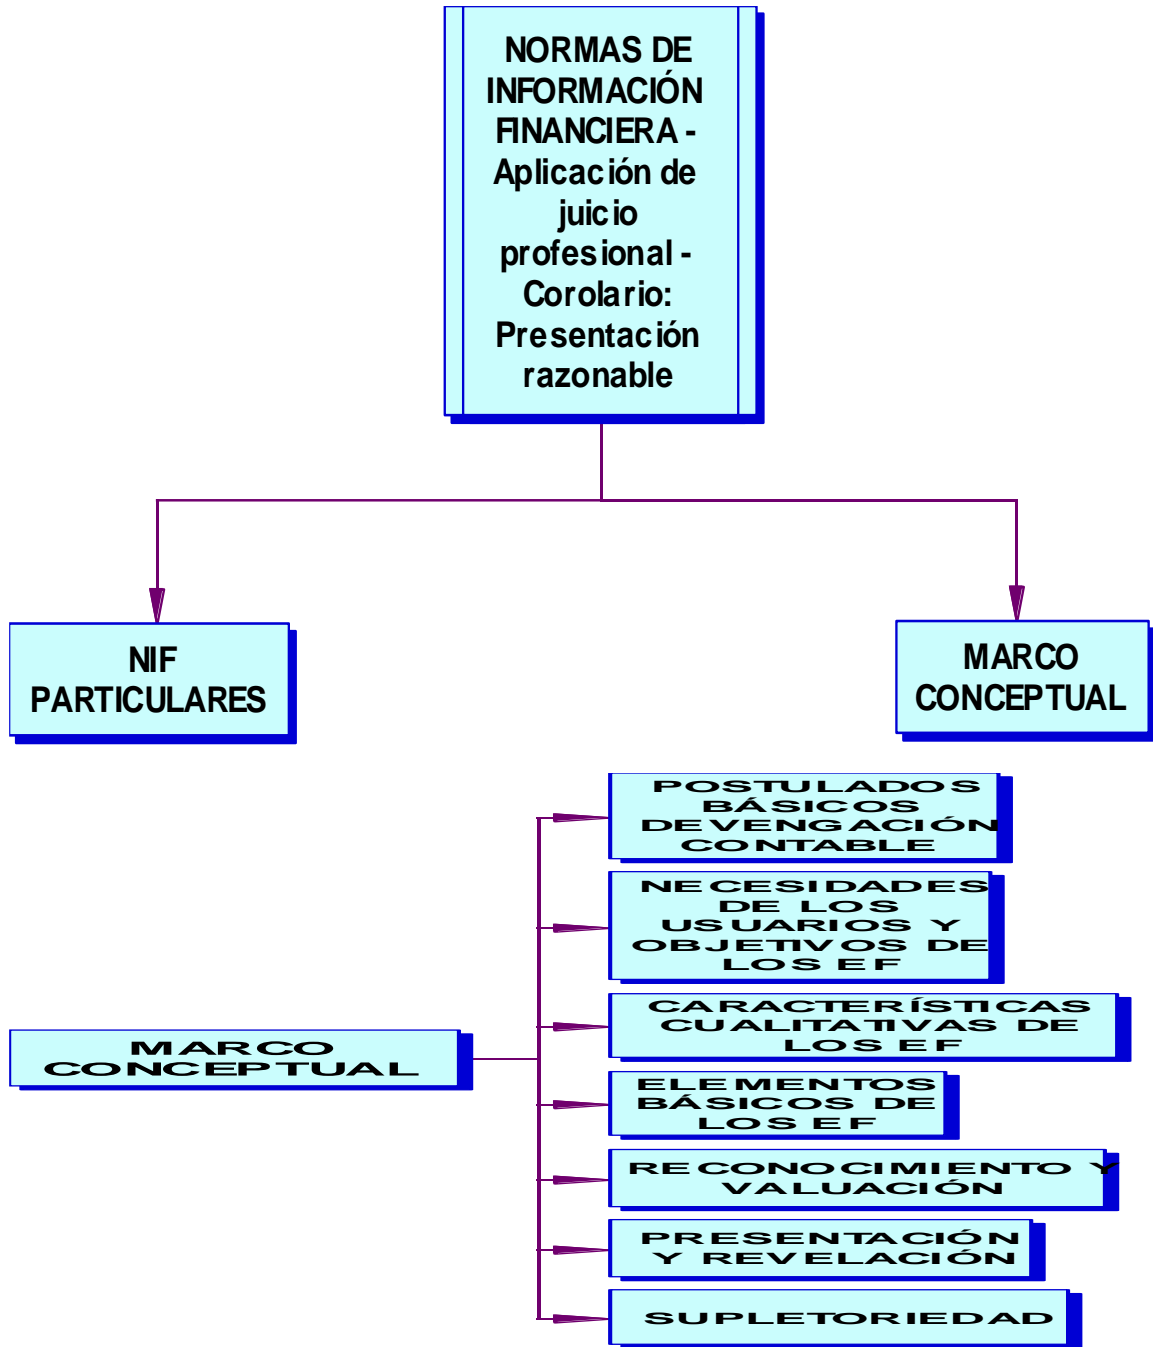 NORMAS DE
INFORMACIÓN
FINANCIERA -
Aplicación de
juicio
profesional -
Corolario:
Presentación
razonable
NIF
PARTICULARES
MARCO
CONCEPTUAL
MARCO
CONCEPTUAL
POSTULADOS
BÁSICOS
DEVENGACIÓN
CONTABLE
NECESIDADES
DE LOS
USUARIOS Y
OBJETIVOS DE
LOS EF
CARACTERÍSTICAS
CUALITATIVAS DE
LOS EF
ELEMENTOS
BÁSICOS DE
LOS EF
RECONOCIMIENTO Y
VALUACIÓN
PRESENTACIÓN
Y REVELACIÓN
SUPLETORIEDAD